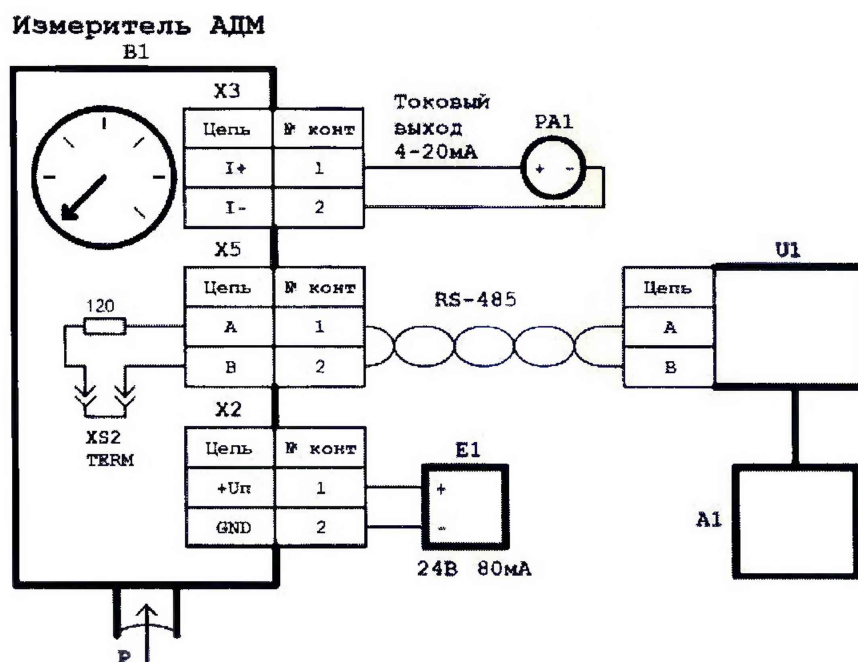 Измеритель АДМ
B1
X3
Цепь № конт
I+ 1
I- 2
Токовый
выход
4-20мА
PA1
+ -
X5
Цепь № конт
A 1
B 2
120
XS2
TERM
RS-485
U1
Цепь
A
B
X2
Цепь № конт
+Uп 1
GND 2
E1
+
-
24В 80мА
A1
P